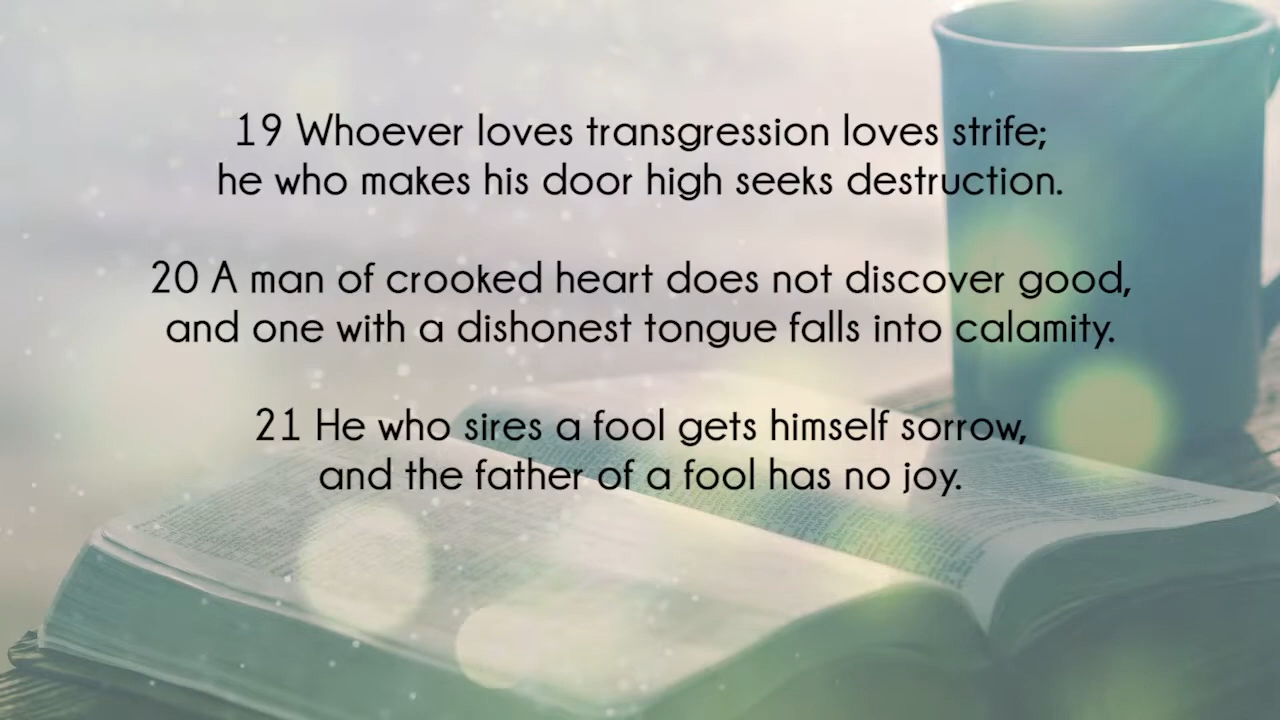 19 Whoever loves transgression loves strife;
he who makes his door high seeks destruction.
20 A man of crooked heart does not discover good,
and one with a dishonest tongue falls into calamity.
21 He who sires a fool gets himself sorrow,
and the father of a fool has no joy.